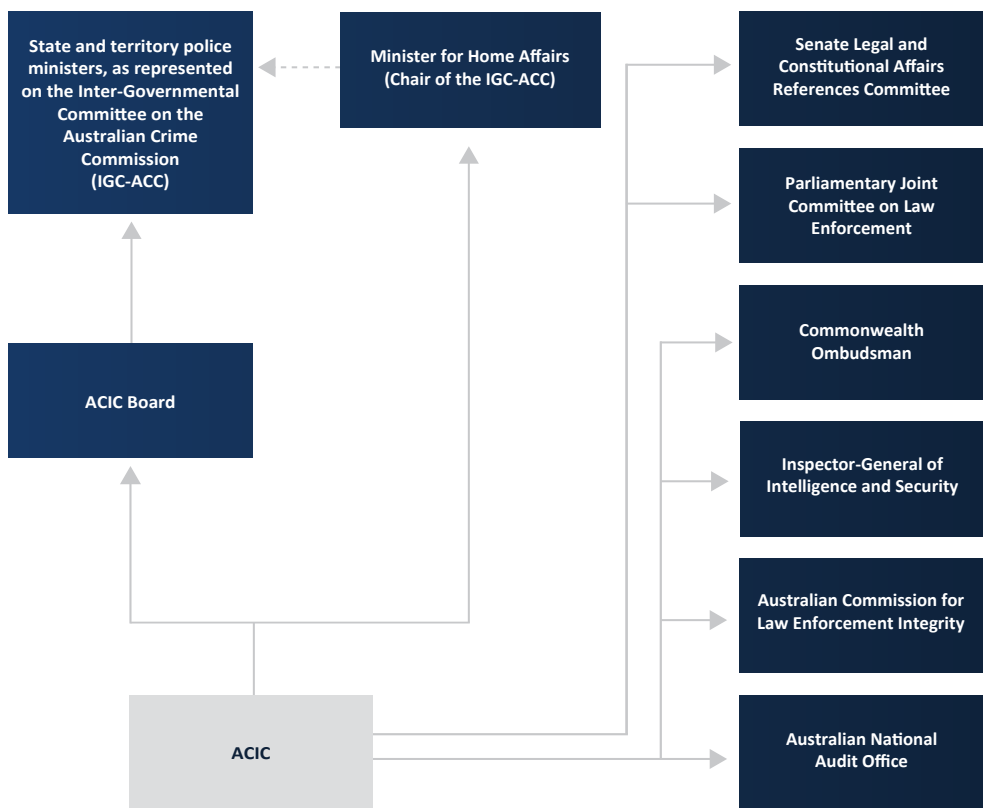 State and territory police
ministers, as represented
on the Inter-Governmental
Committee on the
Australian Crime
Commission
(IGC-ACC)
Minister for Home Affairs
(Chair of the IGC-ACC)
Senate Legal and
Constitutional Affairs
References Committee
Parliamentary Joint
Committee on Law
Enforcement
Commonwealth
Ombudsman
ACIC Board
Inspector-General of
Intelligence and Security
Australian Commission for
Law Enforcement Integrity
ACIC
Australian National
Audit Office